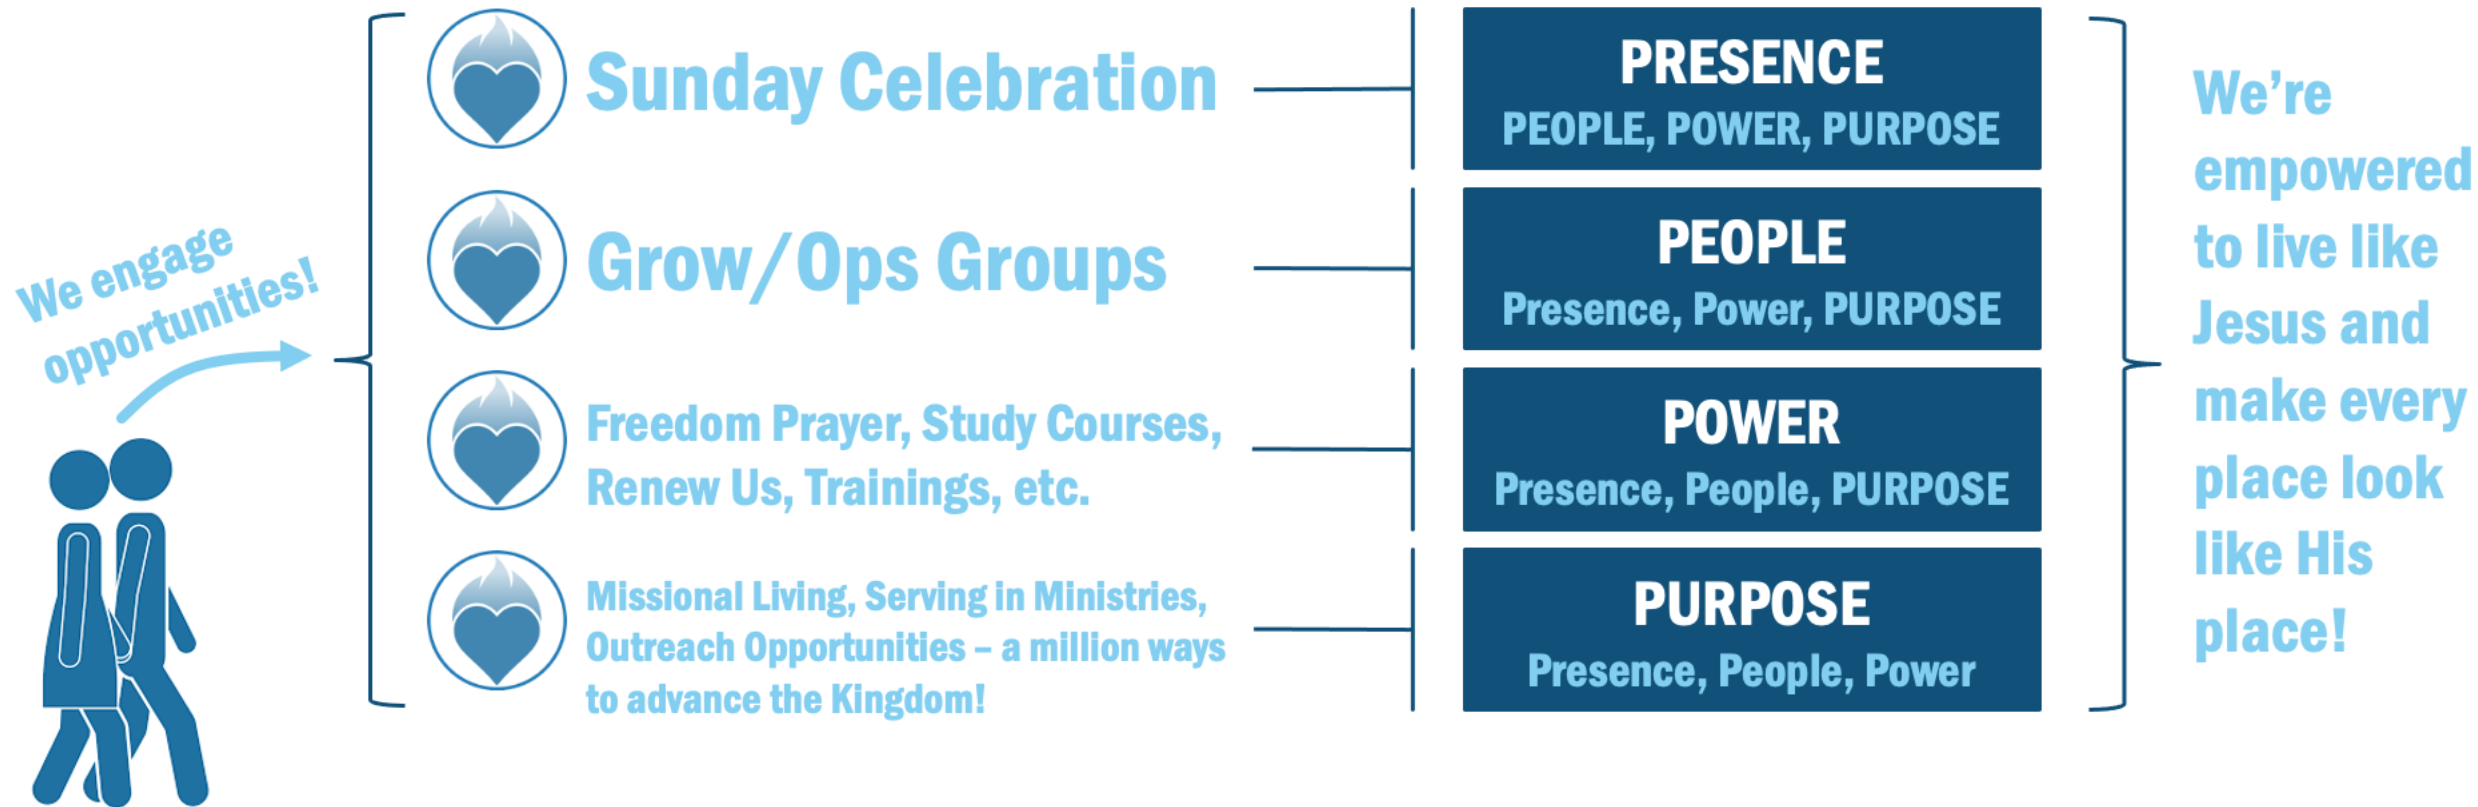 We engage
opportunities!
Sunday Celebration
PRESENCE
PEOPLE, POWER, PURPOSE
Grow/Ops Groups
PEOPLE
Presence, Power, PURPOSE
Freedom Prayer, Study Courses,
Renew Us, Trainings, etc.
POWER
Presence, People, PURPOSE
Missional Living, Serving in Ministries,
Outreach Opportunities – a million ways
to advance the Kingdom!
PURPOSE
Presence, People, Power
We’re
empowered
to live like
Jesus and
make every
place look
like His
place!